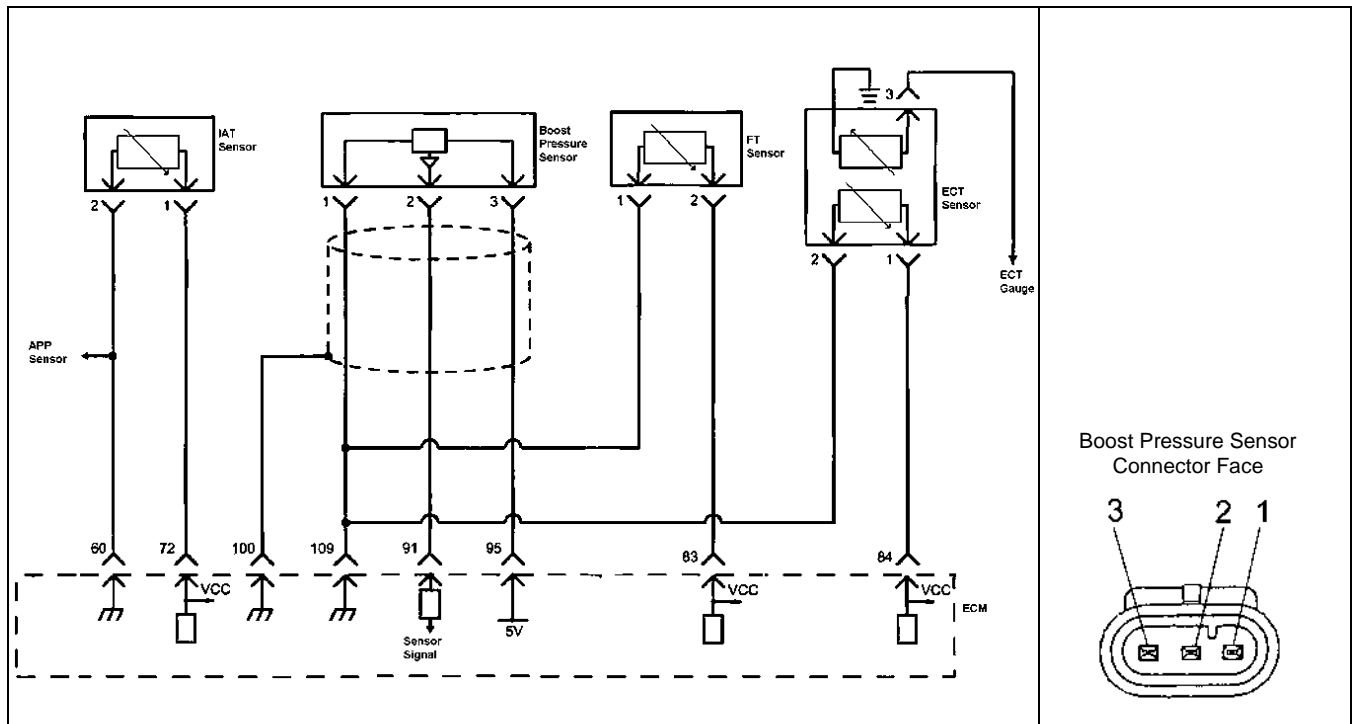 3
IAT
Sensor
Boost
Pressure
Sensor
FT
Sensor
ECT
Sensor
2 1
1 2 3
1 2
2 1
ECT
Gauge
APP
Sensor
60 72 100 109 91 95 83 84
VCC
VCC
VCC
ECM
5V
Sensor
Signal
Boost Pressure Sensor
Connector Face
3 2 1